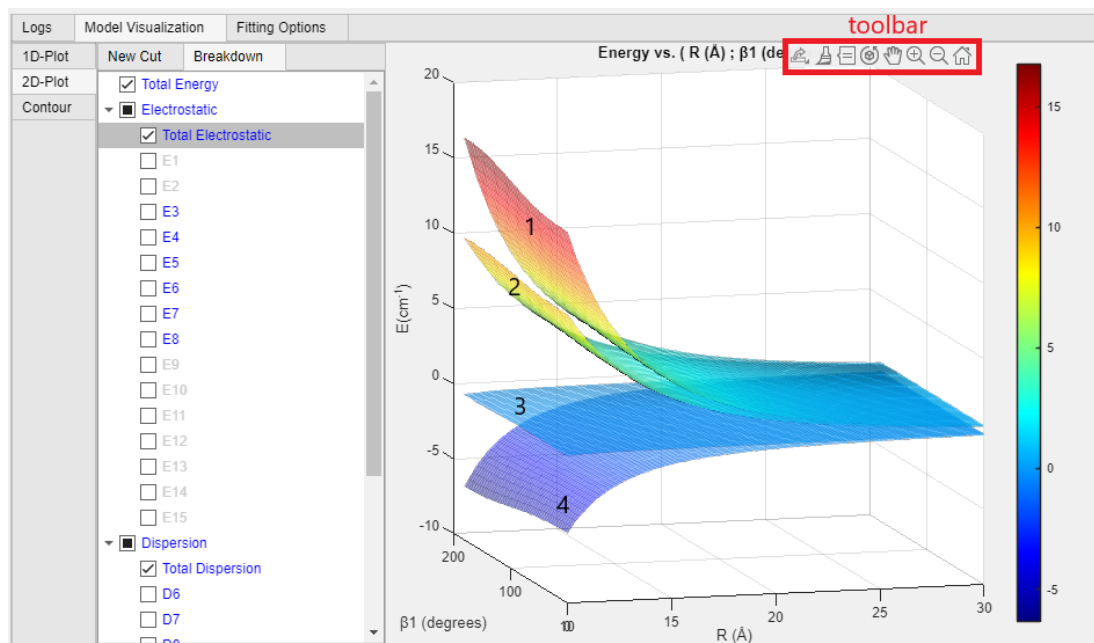 toolbar
Logs Model Visualization Fitting Options
1D-Plot New Cut Breakdown
2D-Plot
Contour
Total Energy
Electrostatic
Total Electrostatic
E1
E2
E3
E4
E5
E6
E7
E8
E9
E10
E11
E12
E13
E14
E15
Dispersion
Total Dispersion
D6
D7
Energy vs. ( R (Å) ; β1 (de
20
15
10
5
0
-5
-10
E(cm⁻¹)
1
2
3
4
200
100
β1 (degrees)
15
20
25
30
R (Å)
15
10
5
0
-5